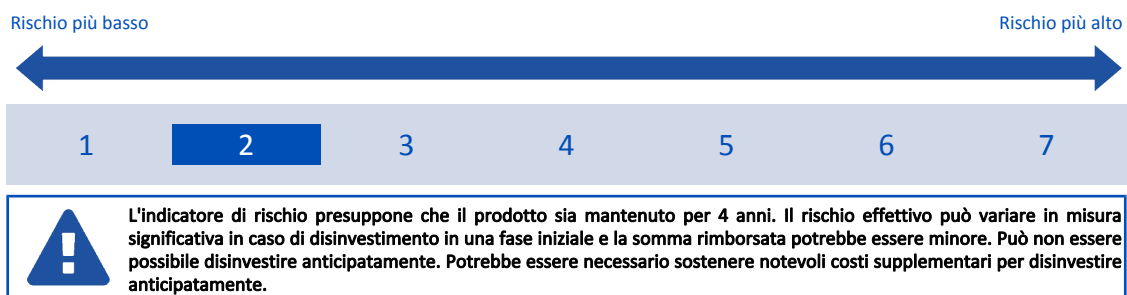 Rischio più basso Rischio più alto
1 2 3 4 5 6 7
L'indicatore di rischio presuppone che il prodotto sia mantenuto per 4 anni. Il rischio effettivo può variare in misura
significativa in caso di disinvestimento in una fase iniziale e la somma rimborsata potrebbe essere minore. Può non essere
possibile disinvestire anticipatamente. Potrebbe essere necessario sostenere notevoli costi supplementari per disinvestire
anticipatamente.